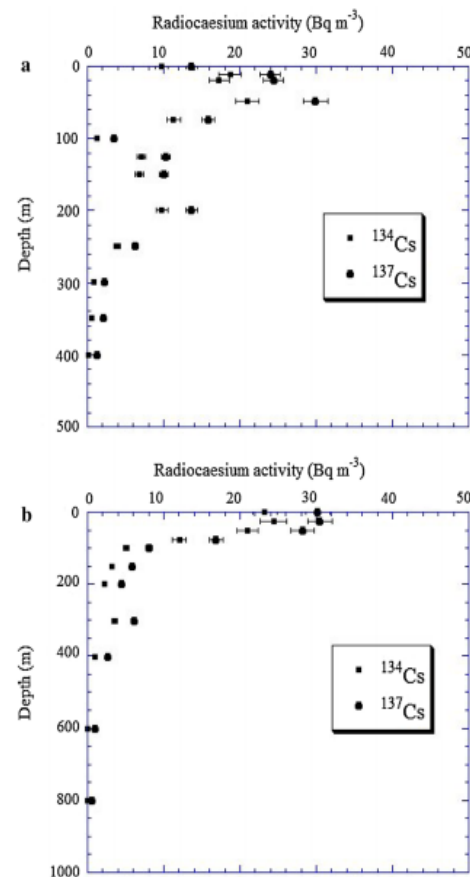 Radiocaesium activity (Bq m⁻³)
a
0 10 20 30 40 50
0
100
200
300
400
500
Depth (m)
¹³⁴Cs
¹³⁷Cs
Radiocaesium activity (Bq m⁻³)
b
0 10 20 30 40 50
0
200
400
600
800
1000
Depth (m)
¹³⁴Cs
¹³⁷Cs